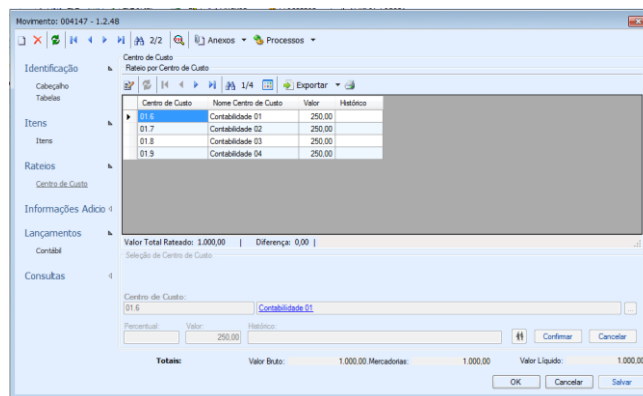 Movimento: 004147 - 1.2.48
2/2 Anexos Processos
Identificação
Cabeçalho
Tabelas
Itens
Itens
Rateios
Centro de Custo
Informações Adicio
Lançamentos
Contábil
Consultas
Centro de Custo
Rateio por Centro de Custo
1/4 Exportar
Centro de Custo Nome Centro de Custo Valor Histórico
01.6 Contabilidade 01 250,00
01.7 Contabilidade 02 250,00
01.8 Contabilidade 03 250,00
01.9 Contabilidade 04 250,00
Valor Total Rateado: 1.000,00 | Diferença: 0,00 |
Seleção de Centro de Custo
Centro de Custo:
01.6 Contabilidade 01 ...
Percentual: Valor: Histórico:
250,00 Confirmar Cancelar
Totais: Valor Bruto: 1.000,00 Mercadorias: 1.000,00 Valor Líquido: 1.000,00
OK Cancelar Salvar